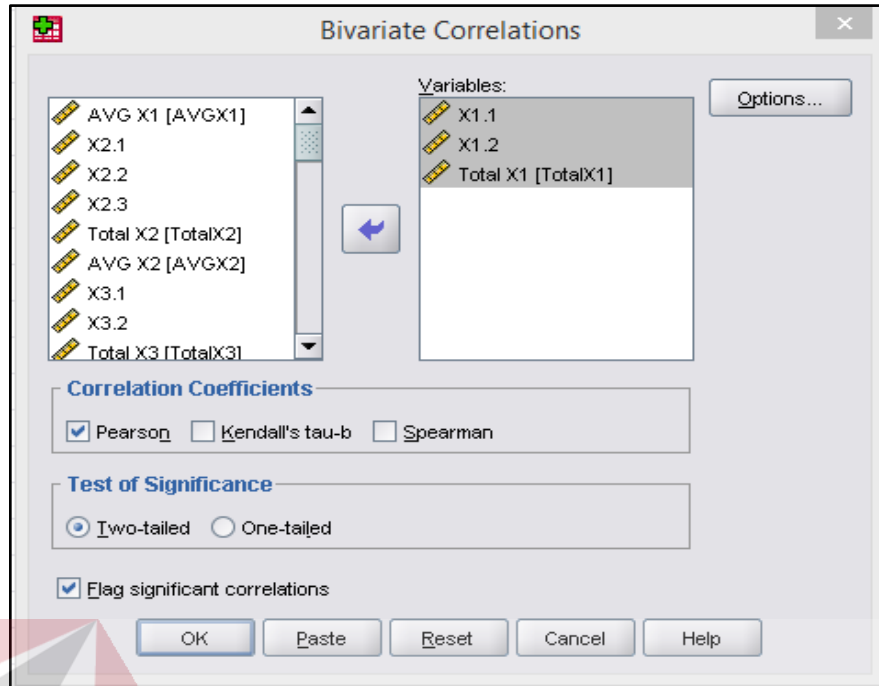 Bivariate Correlations
AVG X1 [AVGX1]
X2.1
X2.2
X2.3
Total X2 [TotalX2]
AVG X2 [AVGX2]
X3.1
X3.2
Total X3 [TotalX3]
Variables:
X1.1
X1.2
Total X1 [TotalX1]
Options...
Correlation Coefficients
Pearson Kendall's tau-b Spearman
Test of Significance
Two-tailed One-tailed
Flag significant correlations
OK Paste Reset Cancel Help